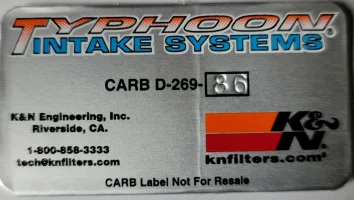 TYPHOON®
INTAKE SYSTEMS
CARB D-269-86
K&N Engineering, Inc.
Riverside, CA.
1-800-858-3333
tech@knfilters.com
K&N®
knfilters.com®
CARB Label Not For Resale